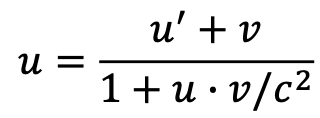 u = (u′ + v) / (1 + u · v/c²)